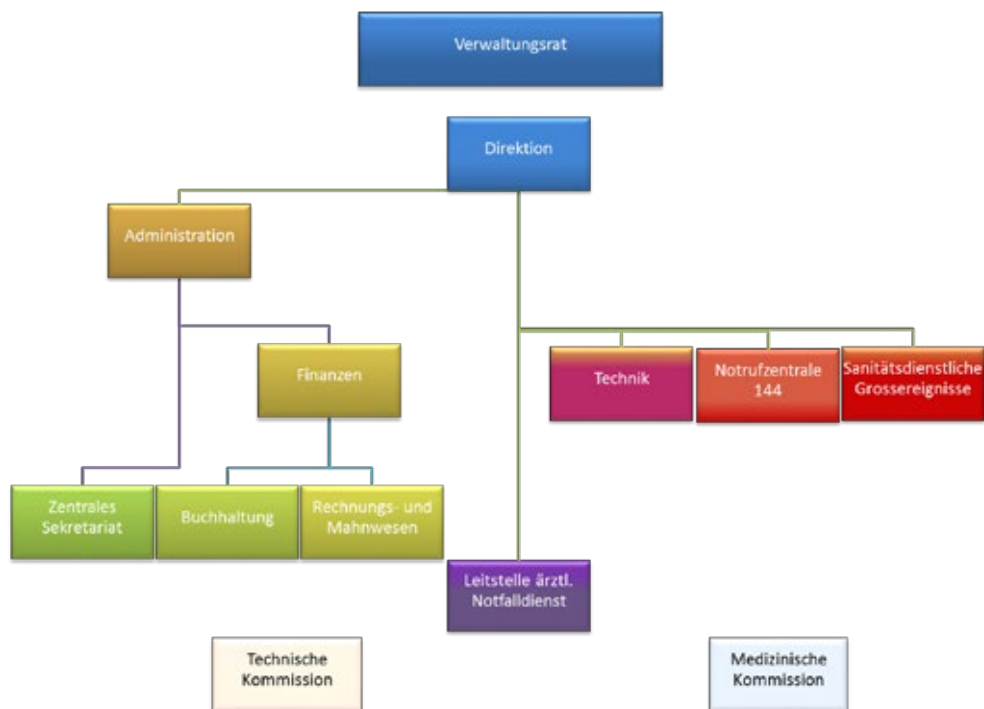 Verwaltungsrat
Direktion
Administration
Finanzen
Technik
Notrufzentrale
144
Sanitätsdienstliche
Grossereignisse
Zentrales
Sekretariat
Buchhaltung
Rechnungs- und
Mahnwesen
Leitstelle ärztl.
Notfalldienst
Technische
Kommission
Medizinische
Kommission